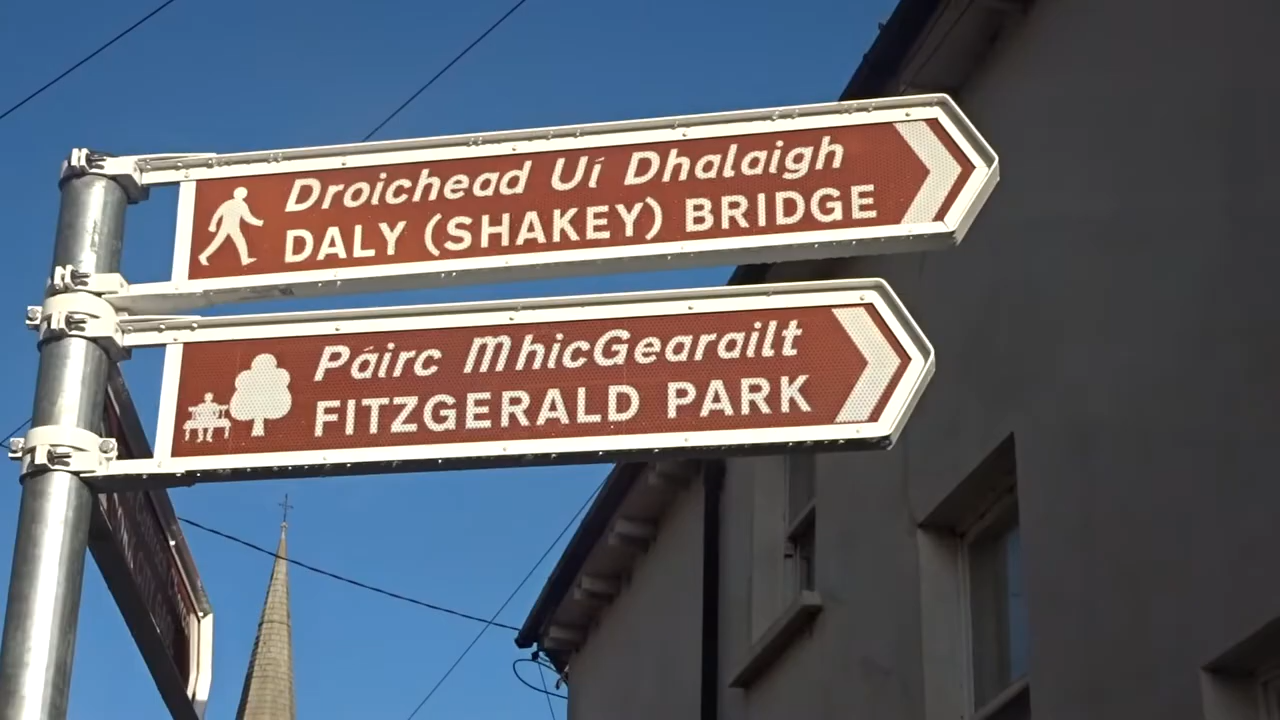 Droichead Uí Dhalaigh
DALY (SHAKEY) BRIDGE
Páirc MhicGearailt
FITZGERALD PARK